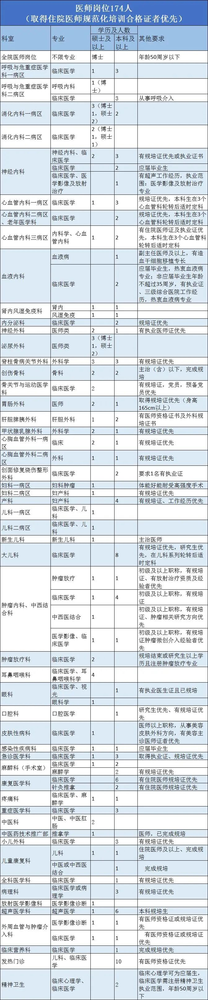 医师岗位174人
（取得住院医师规范化培训合格证者优先）
科室 专业 学历及人数 其他要求
硕士及以上 本科及以上
全院医师岗位 不限专业 博士 年龄50周岁以下
呼吸与危重症医学科一病区 临床医学 1 3
呼吸与危重症医学科二病区 呼吸内科 1（博士）
临床医学 3 从事呼吸介入
消化内科一病区 临床医学 3（博士1，硕士2） 2
消化内科二病区 临床医学 2（博士1，硕士1）
神经内科 神经内科、临床医学 2 3 有规培证优先或执业证书
临床医学 2 应届毕业生
临床医学、医学影像及放射治疗 1 有超声工作经历，执业范围：医学影像及放射治疗专业
心血管内科一病区 临床医学 1 3 规培证优先，本科生在3个心血管科轮转后适时定科
心血管内科二病区、老年医学科 临床医学 2 规培证优先，本科生在3个心血管科轮转后适时定科
心血管内科三病区 内科学、心血管内科 1 2 有住院医师证及执业证优先，本科生在3个心血管科轮转后适时定科
血液内科 血液病 1 副主任医师及以上，有造血干细胞移植专长
临床医学 2 应届毕业生，热衷血液病专业；非应届毕业生年龄不超过35周岁，有执业证、三级综合医院工作经历，热衷血液病专业
肾内风湿免疫科 肾内 1 1
风湿免疫 1 1
内分泌科 临床医学 2 规培证优先
神经外科 医师类 2 1 有执业医师证优先
泌尿外科 医师类 3（博士1，硕士2）
脊柱骨病关节外科 外科学 3 3 有规培证优先
创伤骨科 骨科 2 2 主治（含）以下，完成规培
骨关节与运动医学科 临床医学 2 有规培证，党员，预备党员优先
胃肠外科 医师 2 1 取得规培证优先（身高165cm以上）
肝胆脾胰外科 肝胆外科 1 2 有医师资格证书及外科规培证书
甲状腺乳腺外科 外科学 2 1 有规培证优先
心胸血管外科一病区 临床 2 1 有规培证优先
心胸血管外科二病区 外科 1 1 有规培证优先
创面修复烧伤整形外科 临床医学 2 要求1名有执业证
妇科一病区 妇科肿瘤 1 体能好能耐受高强度手术
妇科二病区 妇产科 1 有规培证优先
产科 妇产科 4 有规培证、工作经历优先
儿科一病区 临床医学、儿科 1
儿科二病区 临床医学、儿科 1
新生儿科 新生儿科 1 主治医师
大儿科 临床医学 8 有规培证优先，研究生优先，在儿科系列轮转后适时定科
肿瘤内科、中西结合科 肿瘤放疗 1 1 初级及以上职称，有规培证、有放射治疗资质及经验者优先
临床医学 1 4 初级及以上职称，有规培证
中西医结合 1 初级及以上职称，有规培证、肿瘤相关研究方向优先
医学影像、临床医学 1 1 初级及以上职称，有规培证肿瘤微创介入经验者优先
肿瘤放疗科 临床医学 2 规培结束或研究生以上学历且注册肿瘤放疗专业
耳鼻咽喉科 临床医学、耳鼻咽喉科学 4
眼科 临床医学、视光 1 有执业医生证且已规培
眼科学 1
口腔科 口腔医学 1 研究生优先、有规培证优先
皮肤性病科 临床医学 1 医师以上职称，从事美容皮肤外科方向，有美容主诊医师证者优先
感染性疾病科 临床医学 1 1 应届毕业生
急诊医学科 临床医学 1 3 取得执业证、规培证优先
麻醉科（手术室） 临床医学 1 2
麻醉学 2 有规培证优先
康复医学科 临床医学 6 有住院医师规培证优先
针灸推拿 2 有住院医师规培证优先
疼痛科 临床医学、麻醉学 1 1
重症医学科 临床医学 3
中医科 中医、中医肛肠 2
中医药技术推广部 推拿学 1 医师，已完成规培
小儿外科 临床医学 3 有规培证优先
儿童康复科 儿科 1 1 住院医师及以上、完成规培
中医或中西医结合 1 完成规培
全科医学科 临床医学 1 有规培证优先
病理科 临床医学或病理学 3 有规培证优先
放射医学影像科 医学影像诊断 1
超声医学科 超声医学 1 6 本科规培生
外周血管与肿瘤介入科 医学影像诊断 1 1 有医师资格证或规培证优先
临床医学 1 1 有医师资格证或规培证优先
临床营养科 临床医学 1 完成规培优先
发热门诊 儿科、临床医学 10 有医师资格证优先
精神卫生 临床心理学、临床医学 2 临床心理学可为应届生，临床医学需注册精神卫生执业范围，年龄50周岁以下